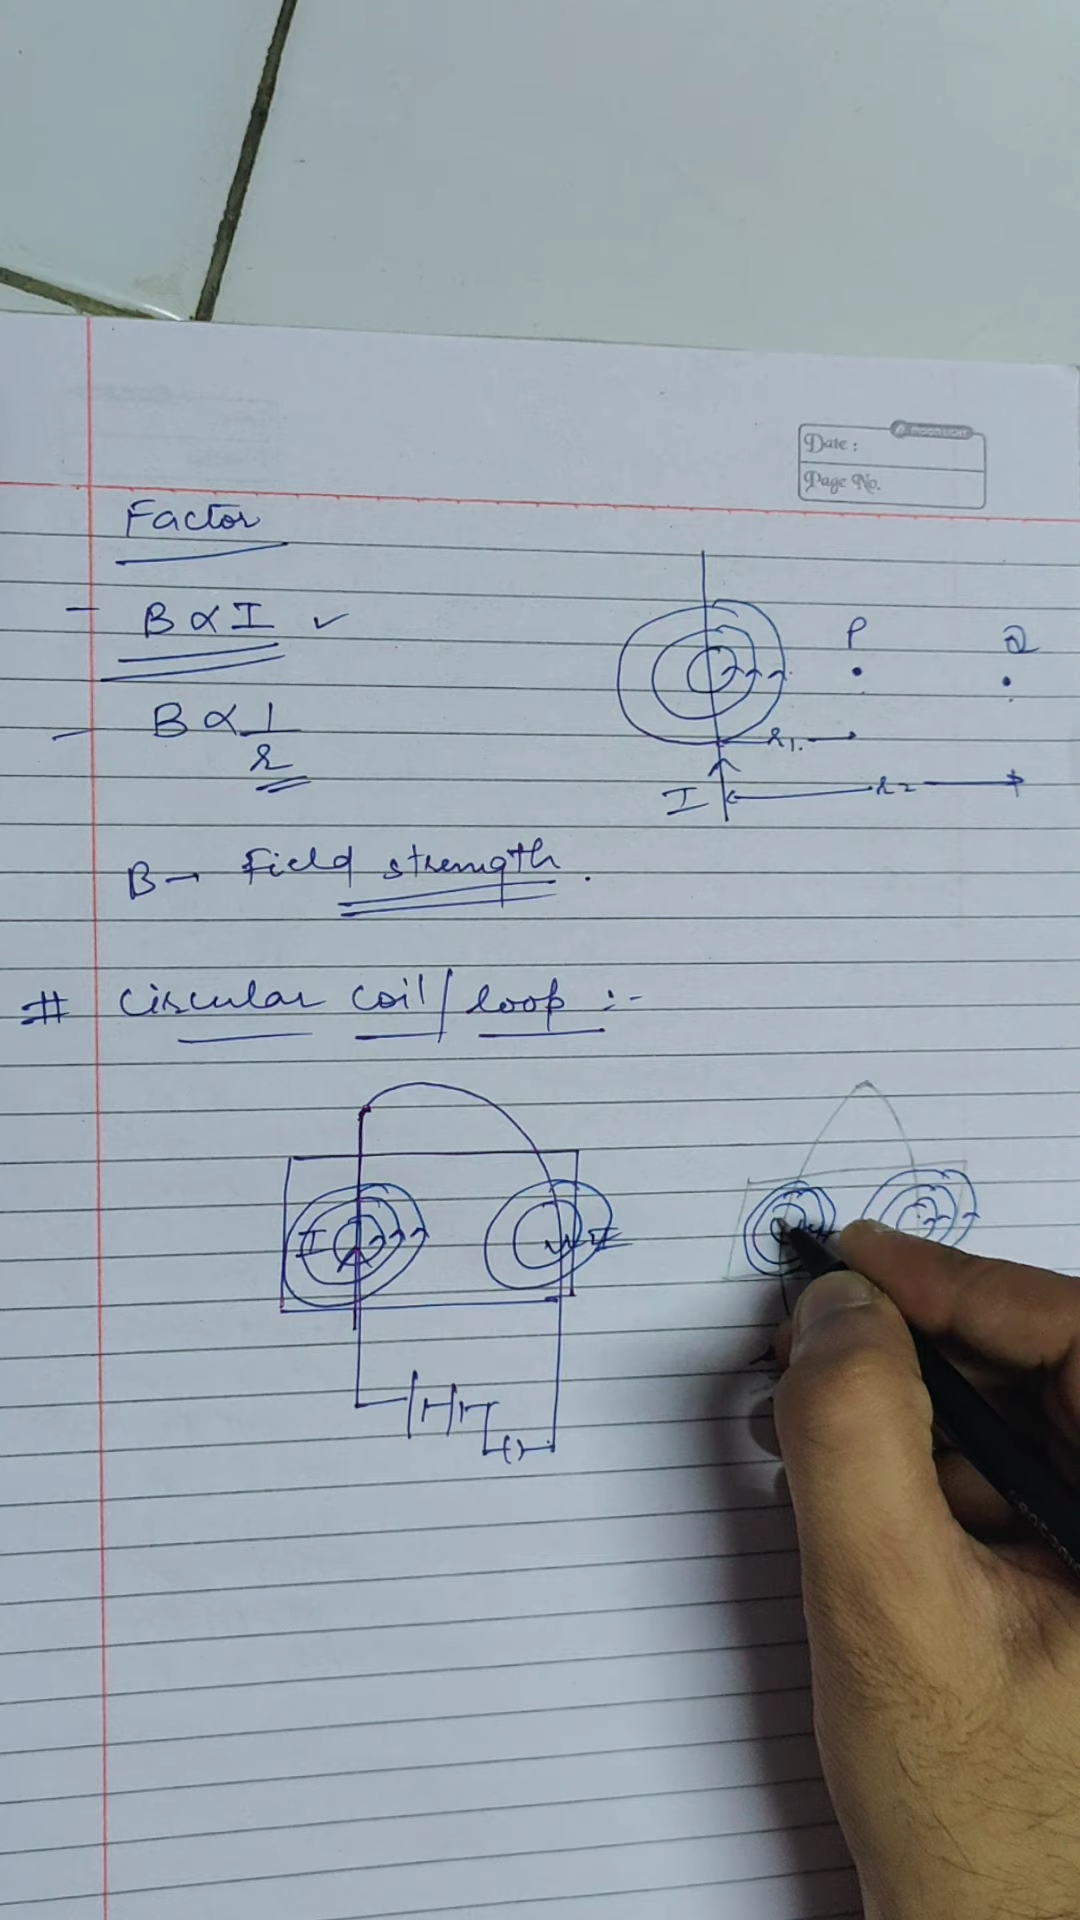 Date :
Page No.
Factor
- B ∝ I ✓
P
Q
- B ∝ 1/r
r1
I
r2
B → Field strength.
# Circular coil/loop :-
I